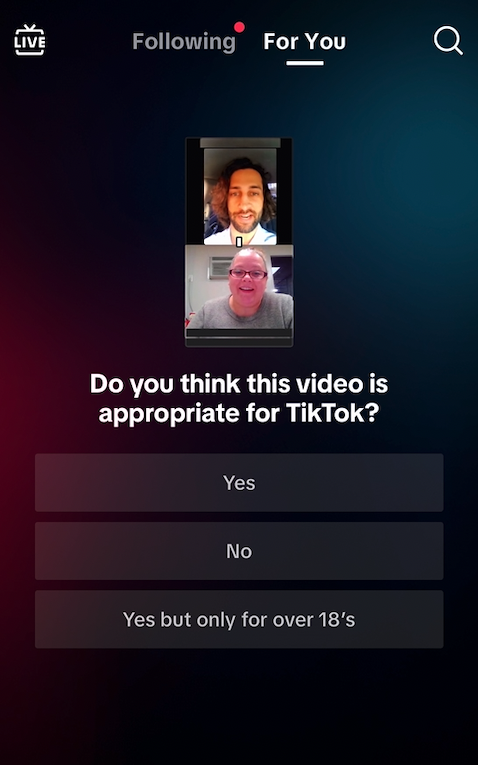 LIVE
Following For You
Do you think this video is
appropriate for TikTok?
Yes
No
Yes but only for over 18’s